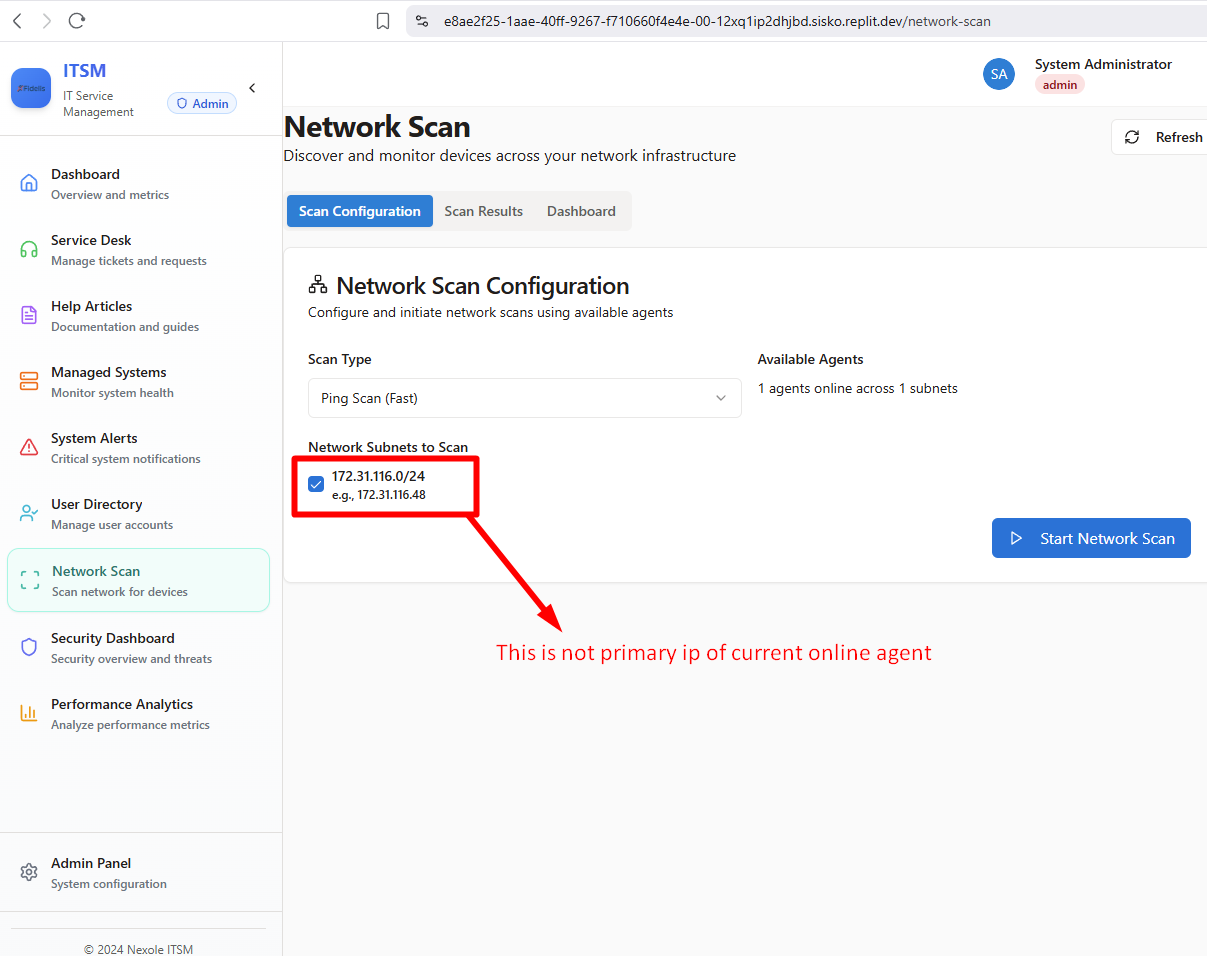 e8ae2f25-1aae-40ff-9267-f710660f4e4e-00-12xq1ip2dhjbd.sisko.replit.dev/network-scan
Fidelis
ITSM
IT Service
Management
Admin
SA
System Administrator
admin
Network Scan
Discover and monitor devices across your network infrastructure
Refresh
Dashboard
Overview and metrics
Service Desk
Manage tickets and requests
Help Articles
Documentation and guides
Managed Systems
Monitor system health
System Alerts
Critical system notifications
User Directory
Manage user accounts
Network Scan
Scan network for devices
Security Dashboard
Security overview and threats
Performance Analytics
Analyze performance metrics
Admin Panel
System configuration
© 2024 Nexole ITSM
Scan Configuration
Scan Results
Dashboard
Network Scan Configuration
Configure and initiate network scans using available agents
Scan Type
Ping Scan (Fast)
Available Agents
1 agents online across 1 subnets
Network Subnets to Scan
172.31.116.0/24
e.g., 172.31.116.48
Start Network Scan
This is not primary ip of current online agent